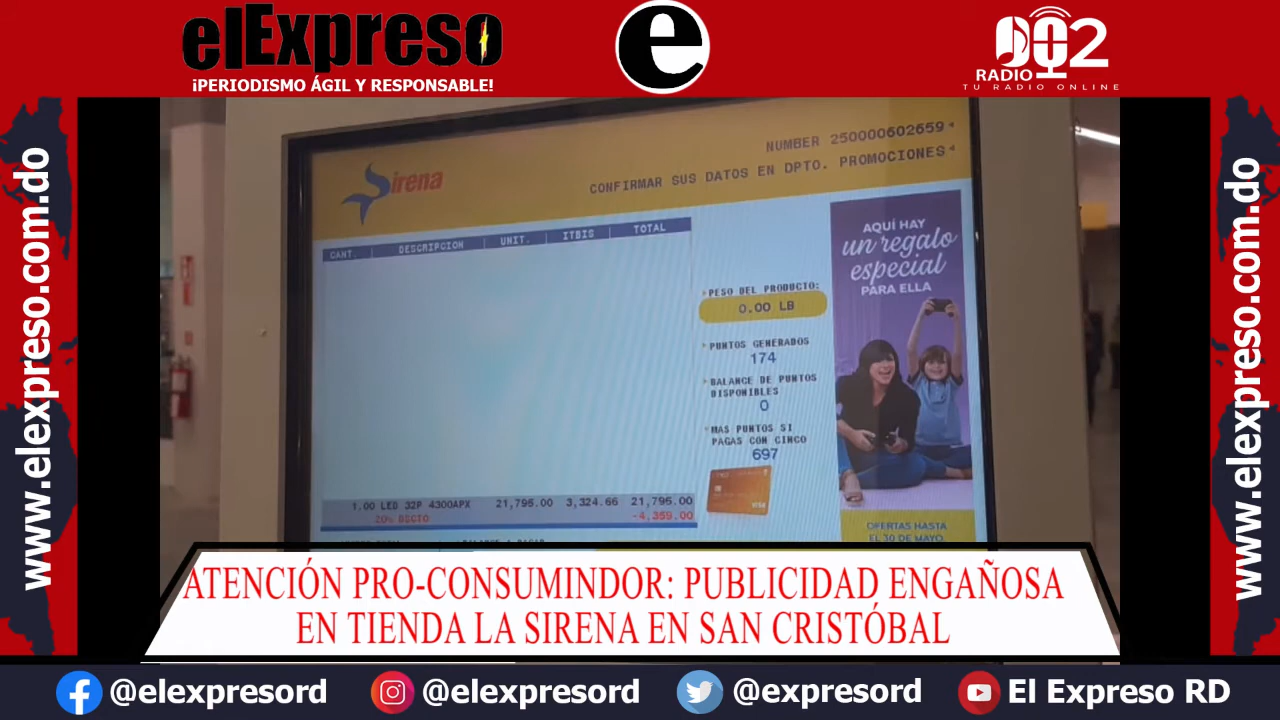 elExpreso
¡PERIODISMO ÁGIL Y RESPONSABLE!
e
RADIO 2
TU RADIO ONLINE
www.elexpreso.com.do
www.elexpreso.com.do
Sirena
NUMBER 250000602659
CONFIRMAR SUS DATOS EN DPTO. PROMOCIONES
CANT. DESCRIPCION UNIT. ITBIS TOTAL
PESO DEL PRODUCTO:
0.00 LB
PUNTOS GENERADOS
174
BALANCE DE PUNTOS
DISPONIBLES
0
MAS PUNTOS SI
PAGAS CON CINCO
697
VISA
AQUÍ HAY
un regalo
especial
PARA ELLA
OFERTAS HASTA
EL 30 DE MAYO
1.00 LED 32P 4300APX 21,795.00 3,324.66 21,795.00
20% DSCTO -4,359.00
ATENCIÓN PRO-CONSUMINDOR: PUBLICIDAD ENGAÑOSA
EN TIENDA LA SIRENA EN SAN CRISTÓBAL
@elexpresord
@elexpresord
@expresord
El Expreso RD